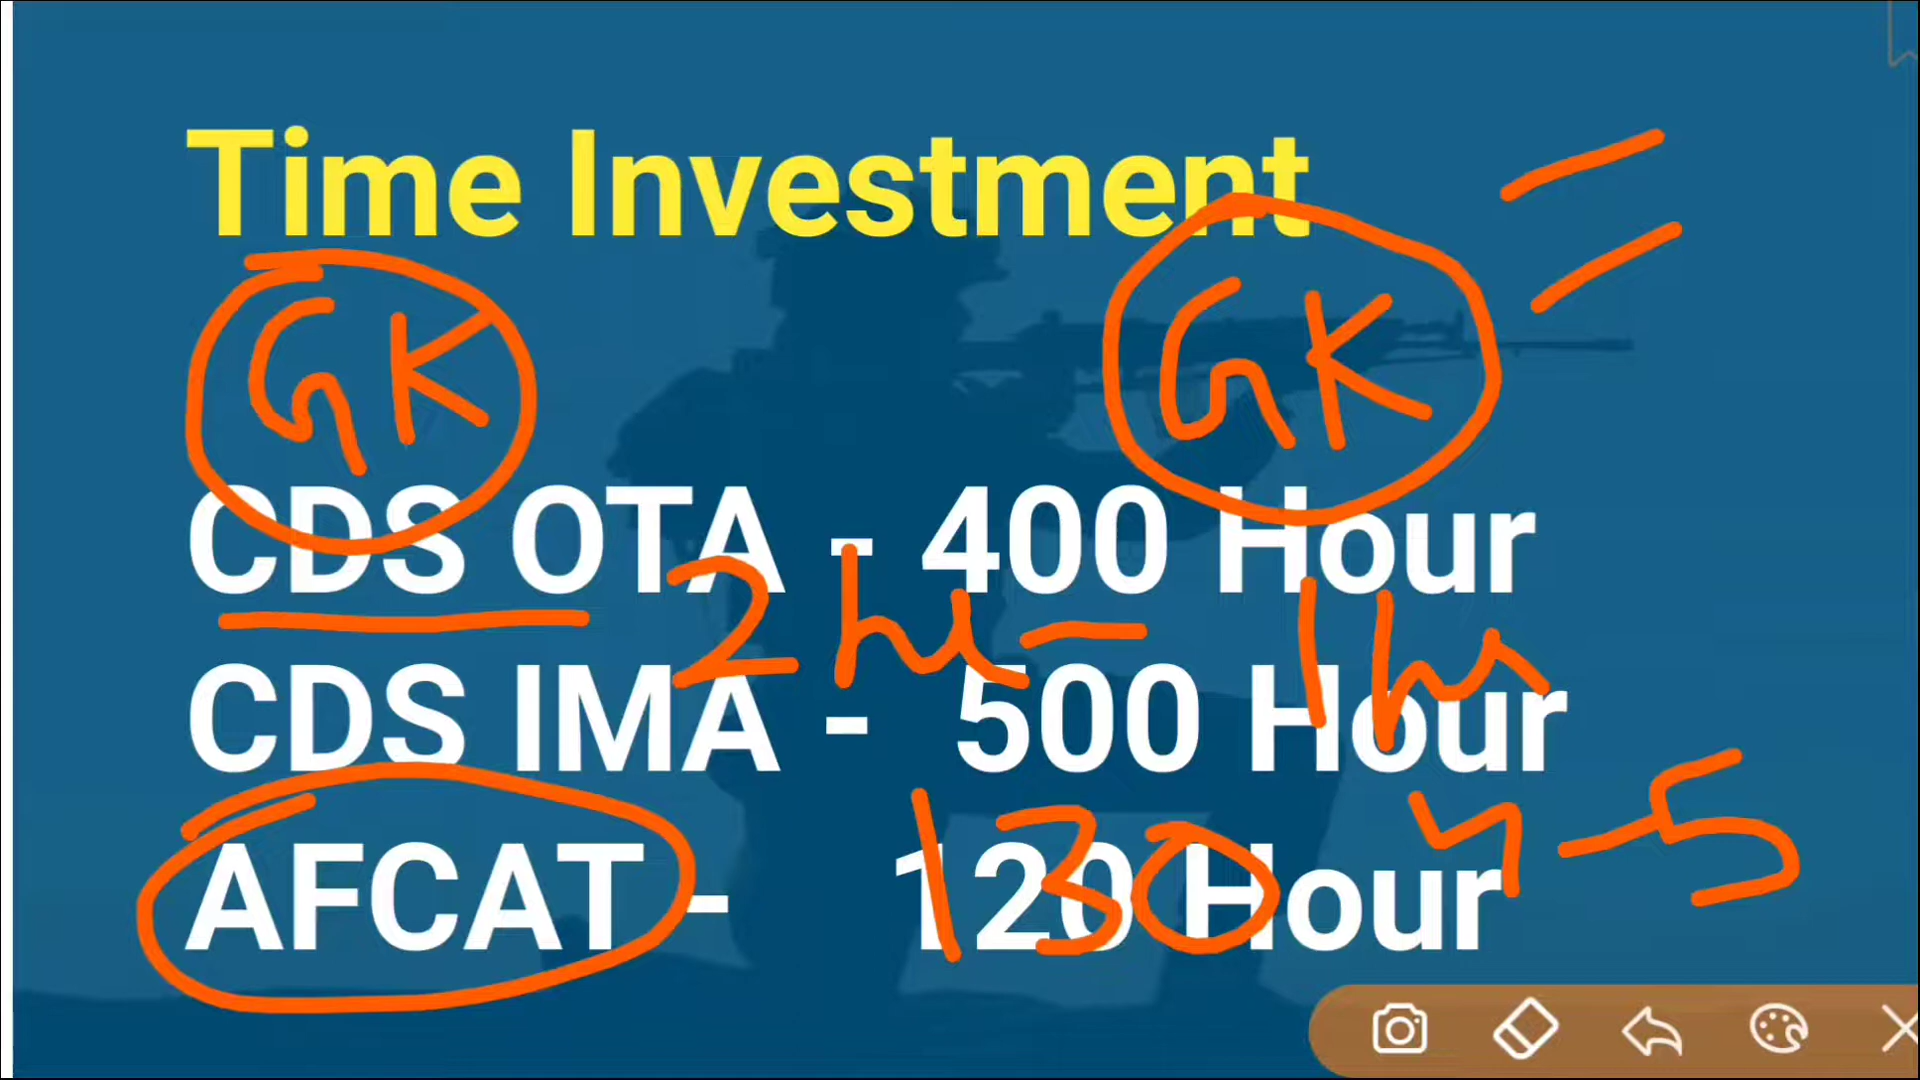 Time Investment
GK GK
CDS OTA - 400 Hour
2 hr 1 hr
CDS IMA - 500 Hour
130 - 5
AFCAT - 120 Hour